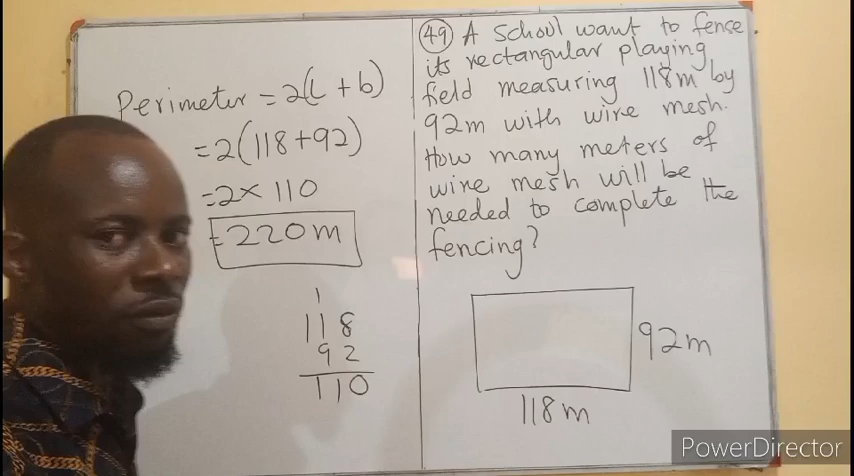 Perimeter = 2(L + b)
= 2(118+92)
= 2 × 110
= 220m
1
118
92
110
49 A School want to fense
its rectangular playing
field measuring 118m by
92m with wire mesh.
How many meters of
wire mesh will be
needed to complete the
fencing?
92m
118m
PowerDirector